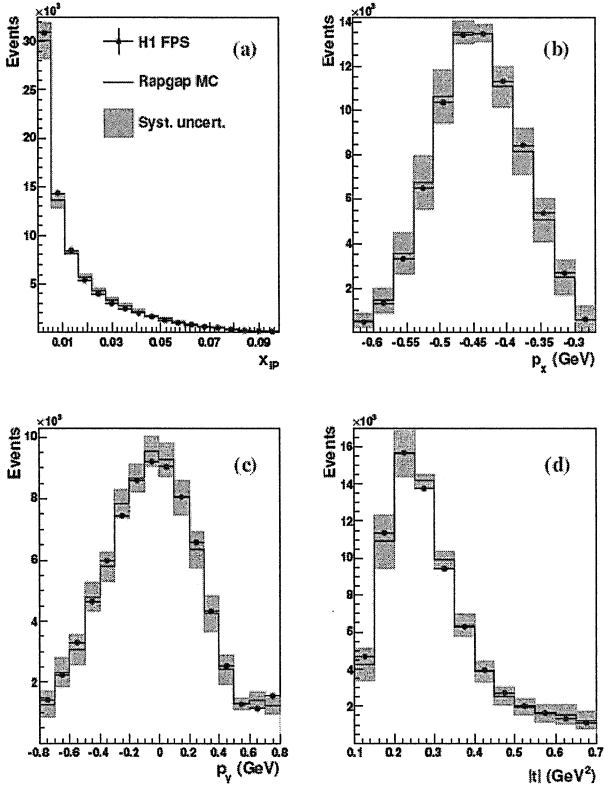 ×10³
Events
30
25
20
15
10
5
H1 FPS
Rapgap MC
Syst. uncert.
(a)
0.01 0.03 0.05 0.07 0.09
x_IP
×10³
Events
14
12
10
8
6
4
2
(b)
-0.6 -0.55 -0.5 -0.45 -0.4 -0.35 -0.3
p_x (GeV)
×10³
Events
10
8
6
4
2
(c)
-0.8 -0.6 -0.4 -0.2 0 0.2 0.4 0.6 0.8
p_y (GeV)
×10³
Events
16
14
12
10
8
6
4
2
(d)
0.1 0.2 0.3 0.4 0.5 0.6 0.7
|t| (GeV²)